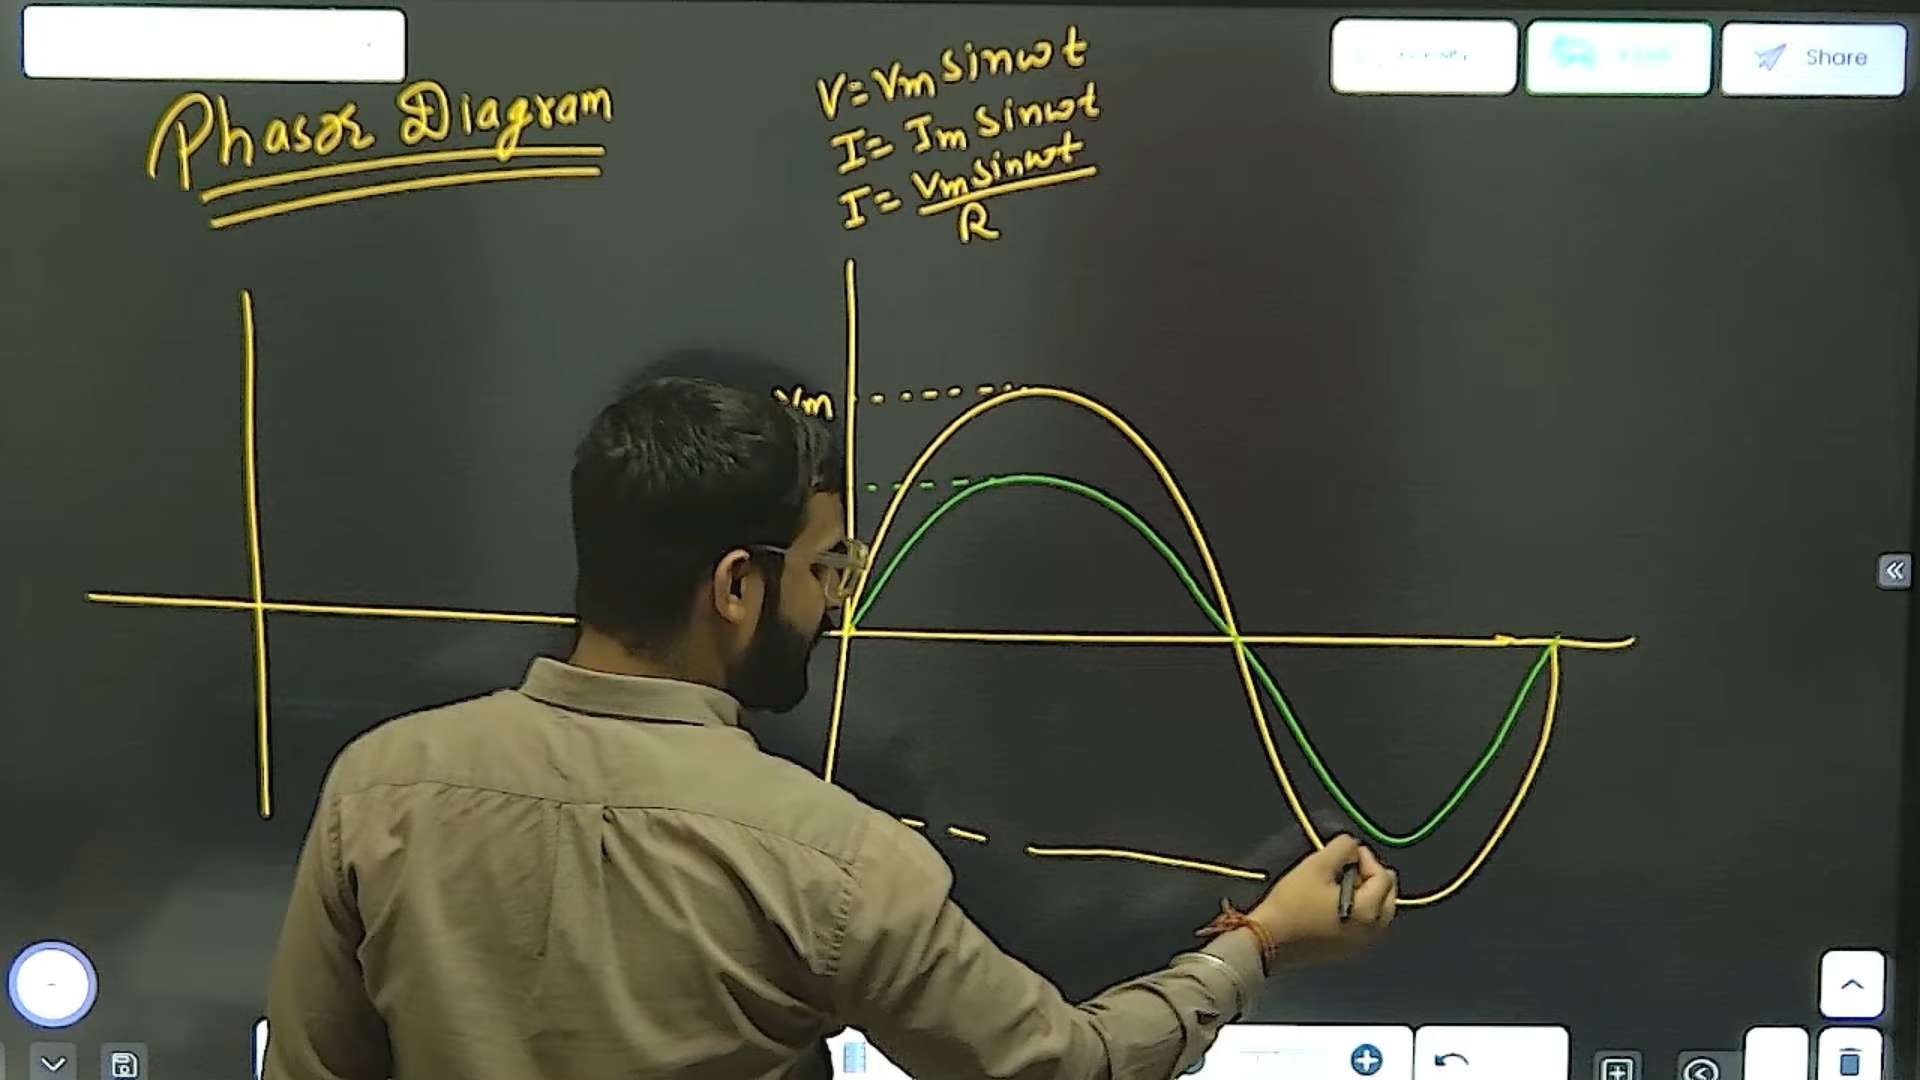 Share
Phasor Diagram
V = Vm sinωt
I = Im sinωt
I = Vm sinωt
R
Vm